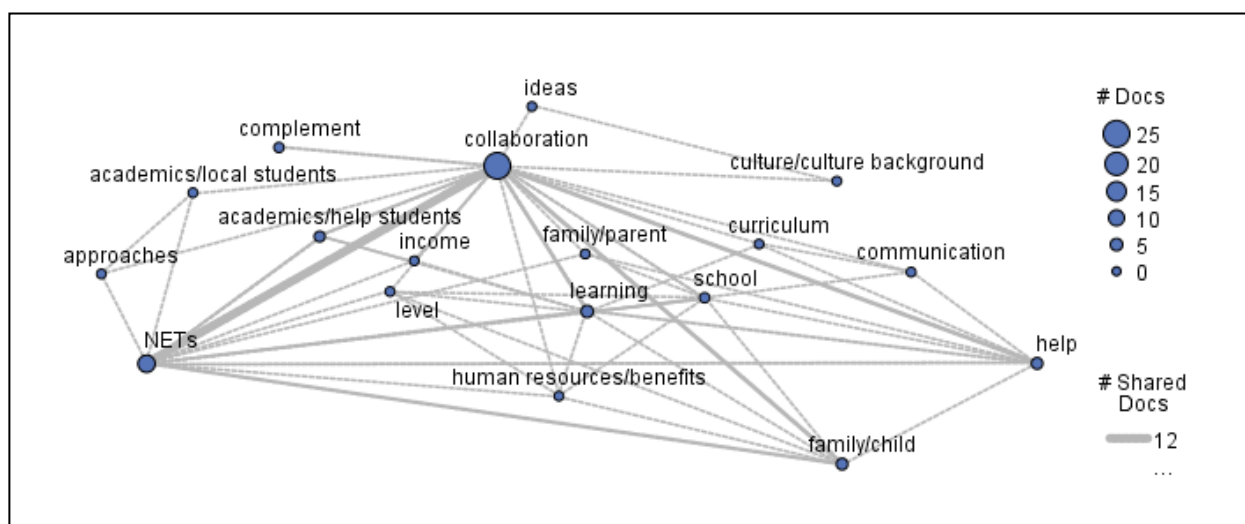 ideas
complement
collaboration
culture/culture background
academics/local students
academics/help students
income
family/parent
curriculum
approaches
communication
school
level
learning
NETs
help
human resources/benefits
family/child
# Docs
25
20
15
10
5
0
# Shared
Docs
12
...